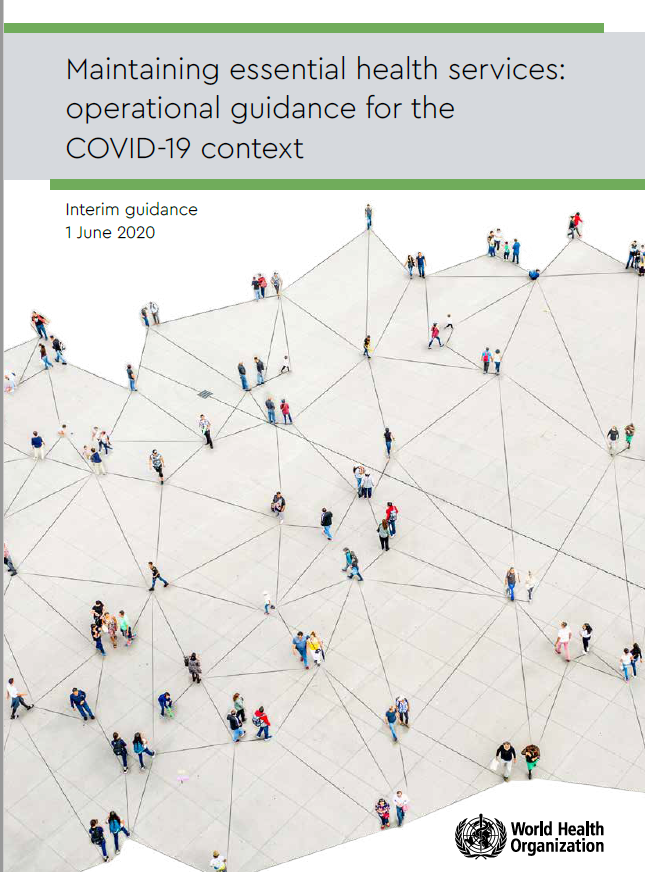 Maintaining essential health services:
operational guidance for the
COVID-19 context
Interim guidance
1 June 2020
World Health
Organization